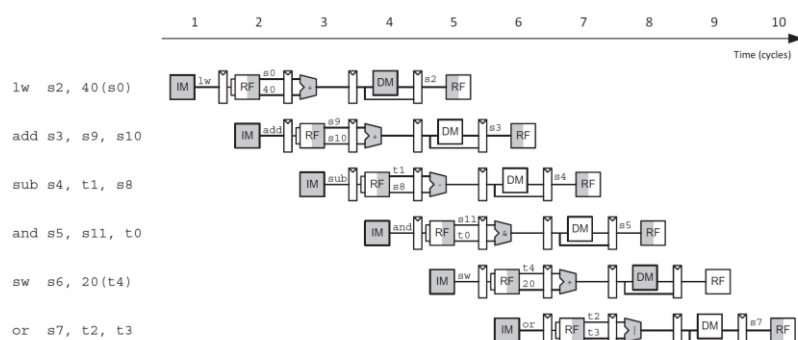 1 2 3 4 5 6 7 8 9 10
Time (cycles)
lw s2, 40(s0) IM lw RF s0 40 + DM s2 RF
add s3, s9, s10 IM add RF s9 s10 + DM s3 RF
sub s4, t1, s8 IM sub RF t1 s8 - DM s4 RF
and s5, s11, t0 IM and RF s11 t0 & DM s5 RF
sw s6, 20(t4) IM sw RF t4 20 + DM RF
or s7, t2, t3 IM or RF t2 t3 | DM s7 RF